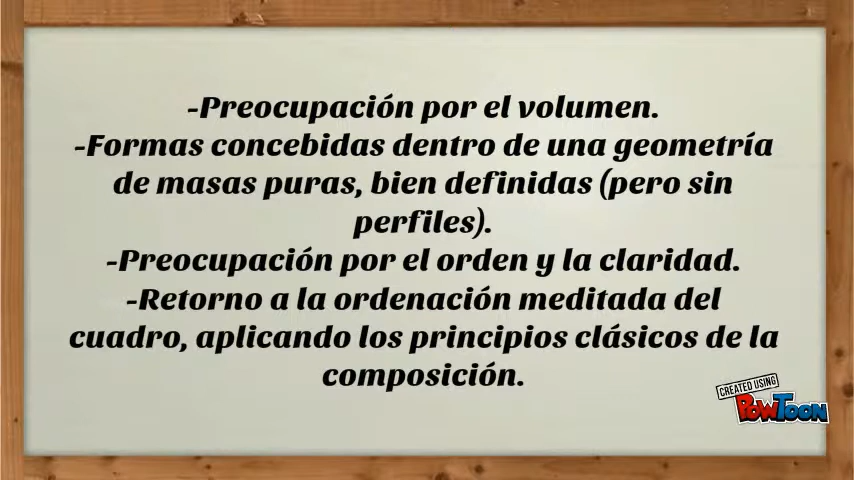 -Preocupación por el volumen.
-Formas concebidas dentro de una geometría
de masas puras, bien definidas (pero sin
perfiles).
-Preocupación por el orden y la claridad.
-Retorno a la ordenación meditada del
cuadro, aplicando los principios clásicos de la
composición.
CREATED USING
POWTOON